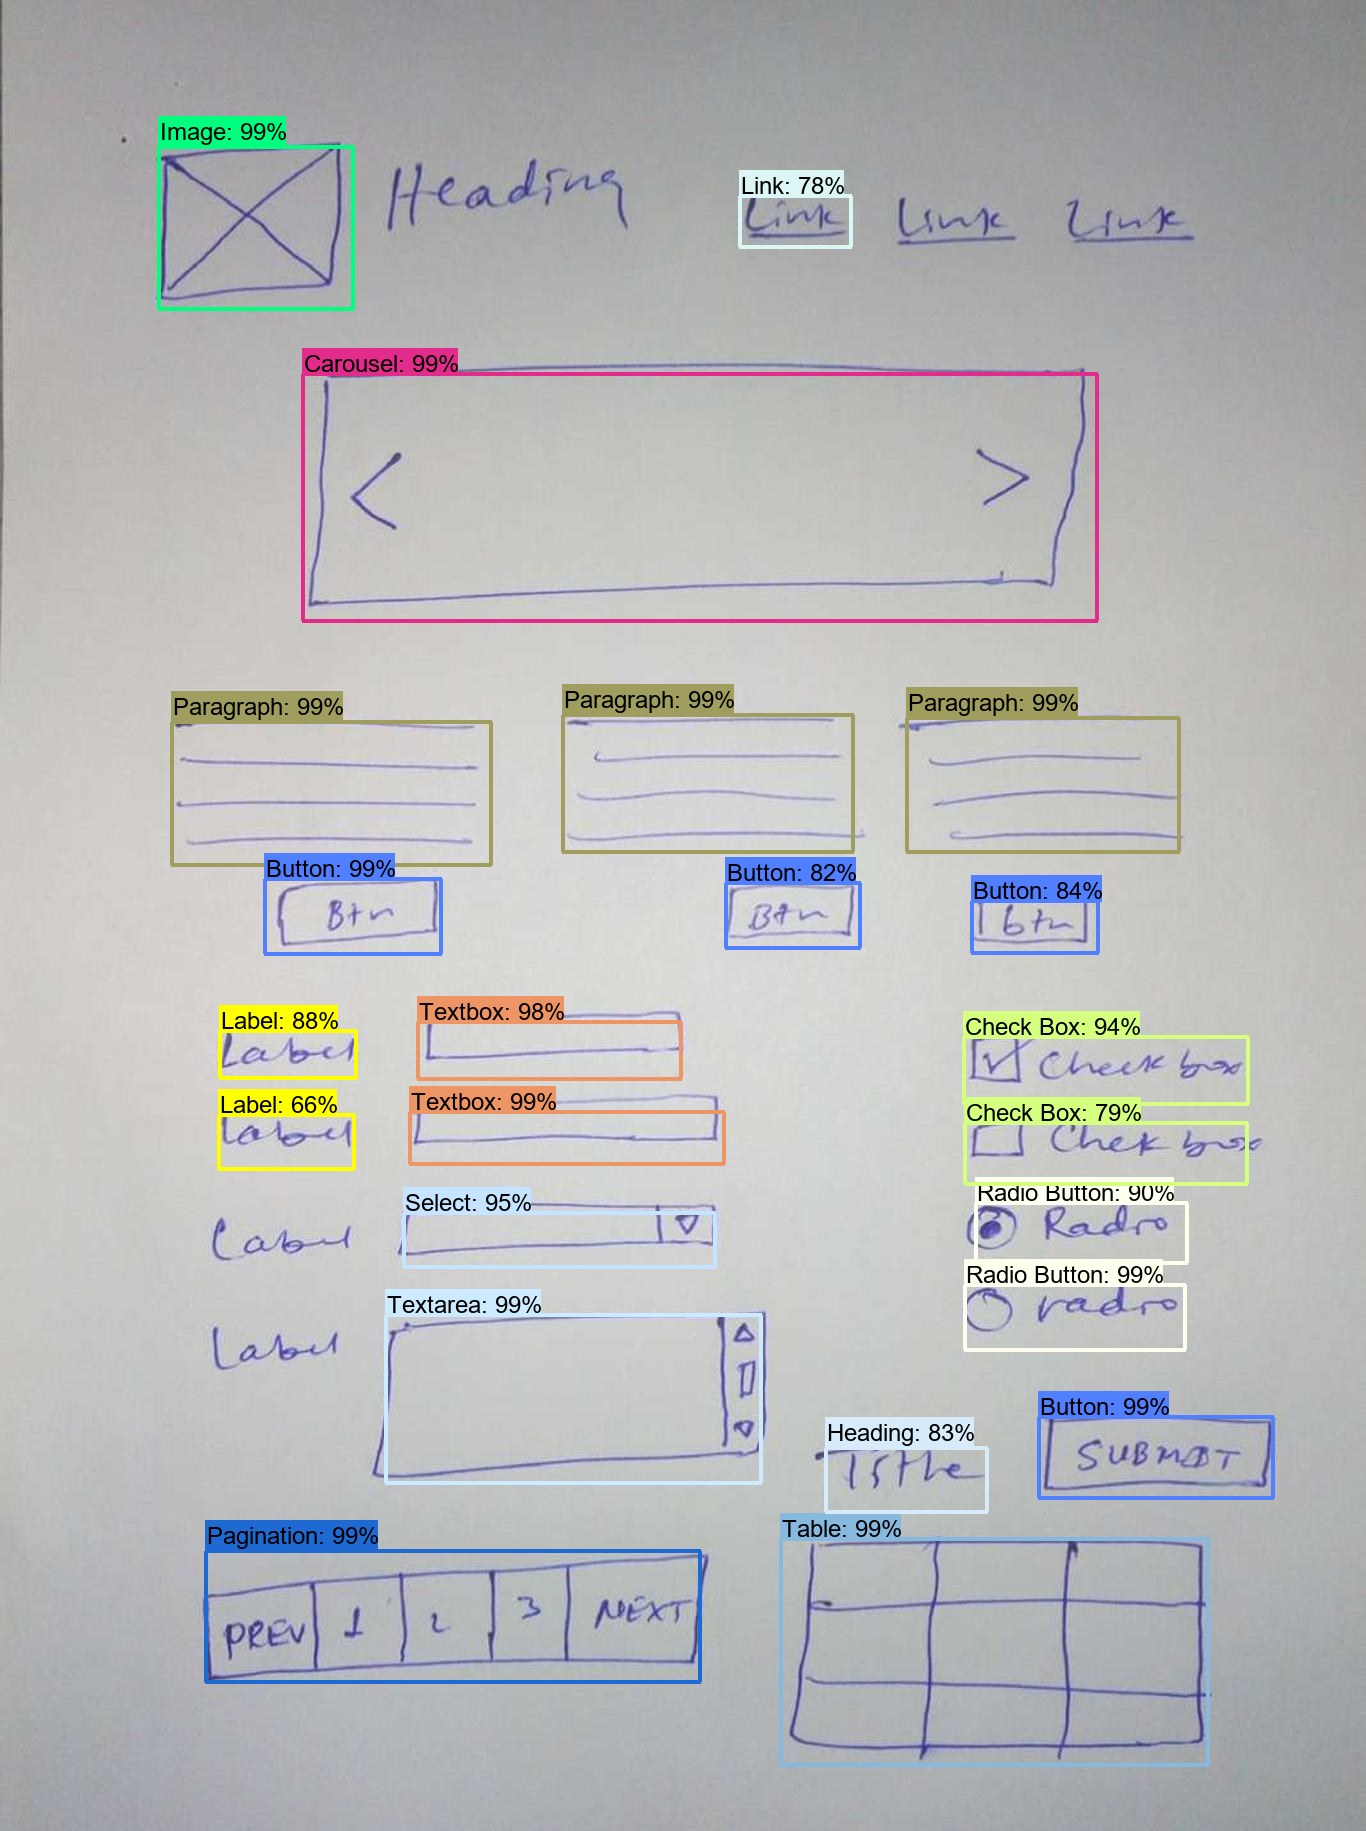 Image: 99%
Heading
Link: 78%
Link Link Link
Carousel: 99%
< >
Paragraph: 99% Paragraph: 99% Paragraph: 99%
Button: 99% Button: 82% Button: 84%
Btn Btn btn
Label: 88% Textbox: 98% Check Box: 94%
Label Check box
Label: 66% Textbox: 99% Check Box: 79%
Label Chek box
Select: 95% Radio Button: 90%
Label Radio
Textarea: 99% Radio Button: 99%
Label radio
Heading: 83% Button: 99%
Title SUBMIT
Pagination: 99% Table: 99%
PREV 1 2 3 NEXT